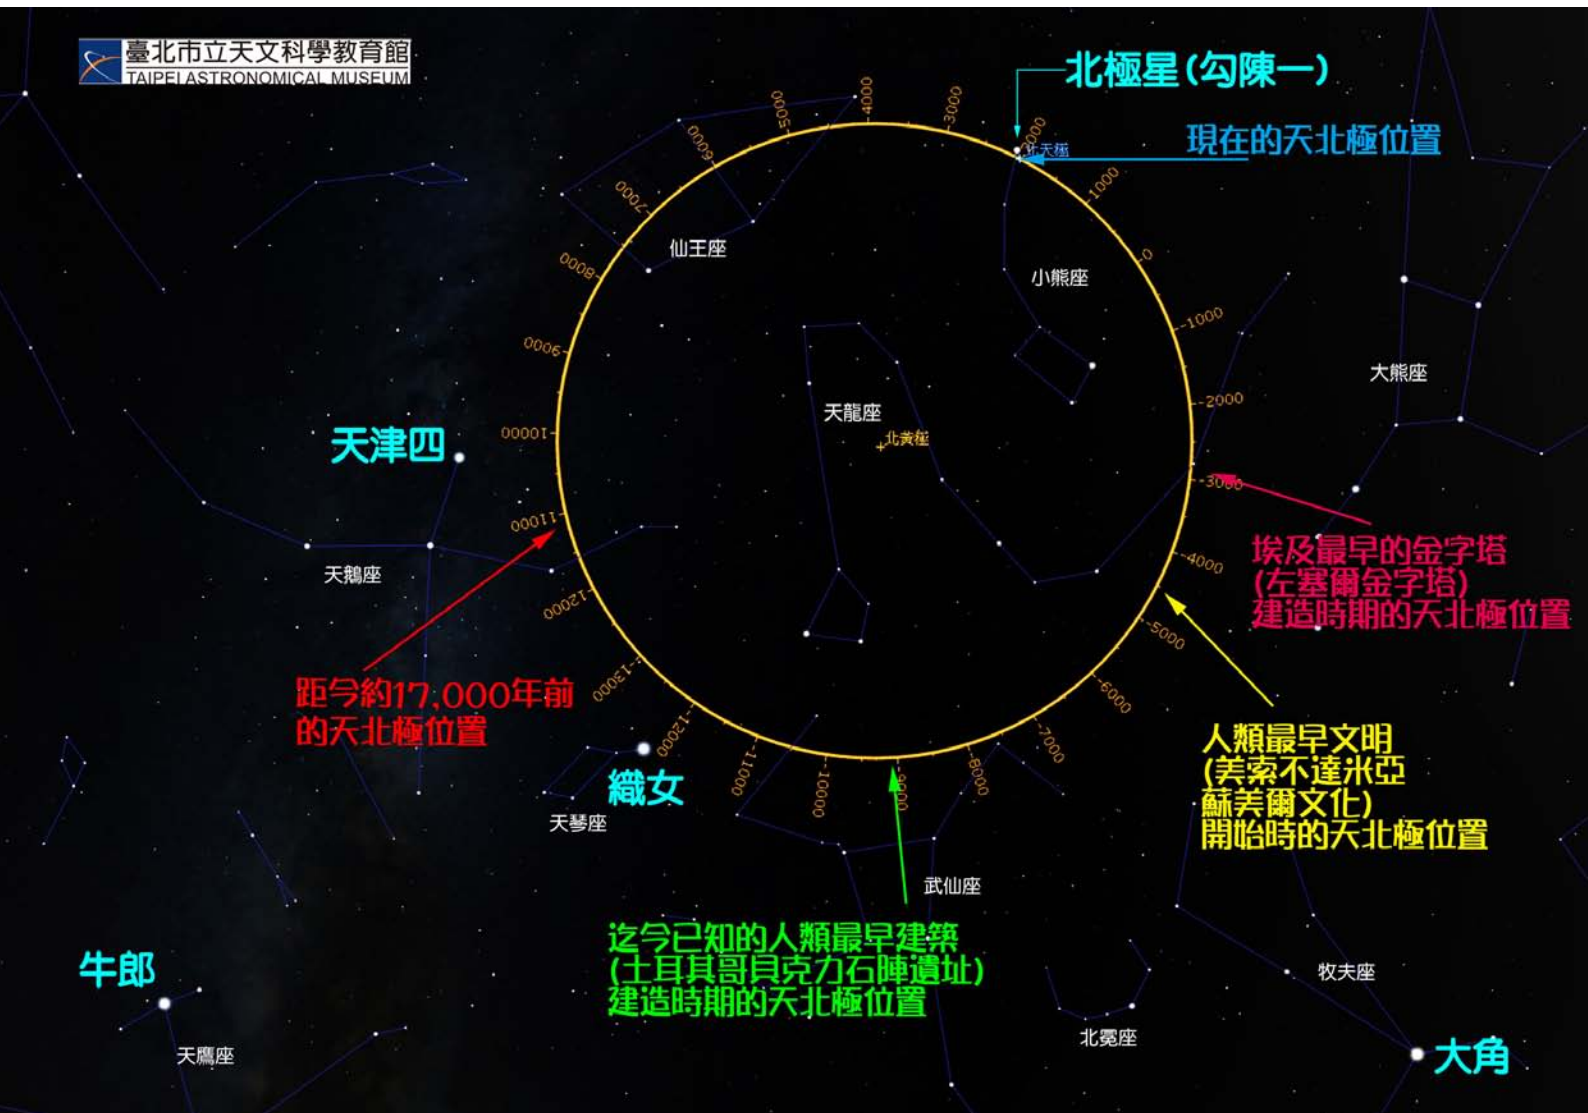 臺北市立天文科學教育館
TAIPEI ASTRONOMICAL MUSEUM
北極星(勾陳一)
現在的天北極位置
北天極
4000
3000
2000
5000
6000
1000
7000
0
仙王座
小熊座
8000
-1000
9000
大熊座
天龍座
-2000
北黃極
天津四
10000
-3000
11000
埃及最早的金字塔
(左塞爾金字塔)
建造時期的天北極位置
-4000
天鵝座
12000
-5000
距今約17,000年前
的天北極位置
-13000
-6000
-12000
-7000
-11000
-8000
-10000
-9000
人類最早文明
(美索不達米亞
蘇美爾文化)
開始時的天北極位置
織女
天琴座
武仙座
迄今已知的人類最早建築
(土耳其哥貝克力石陣遺址)
建造時期的天北極位置
牛郎
牧夫座
北冕座
天鷹座
大角